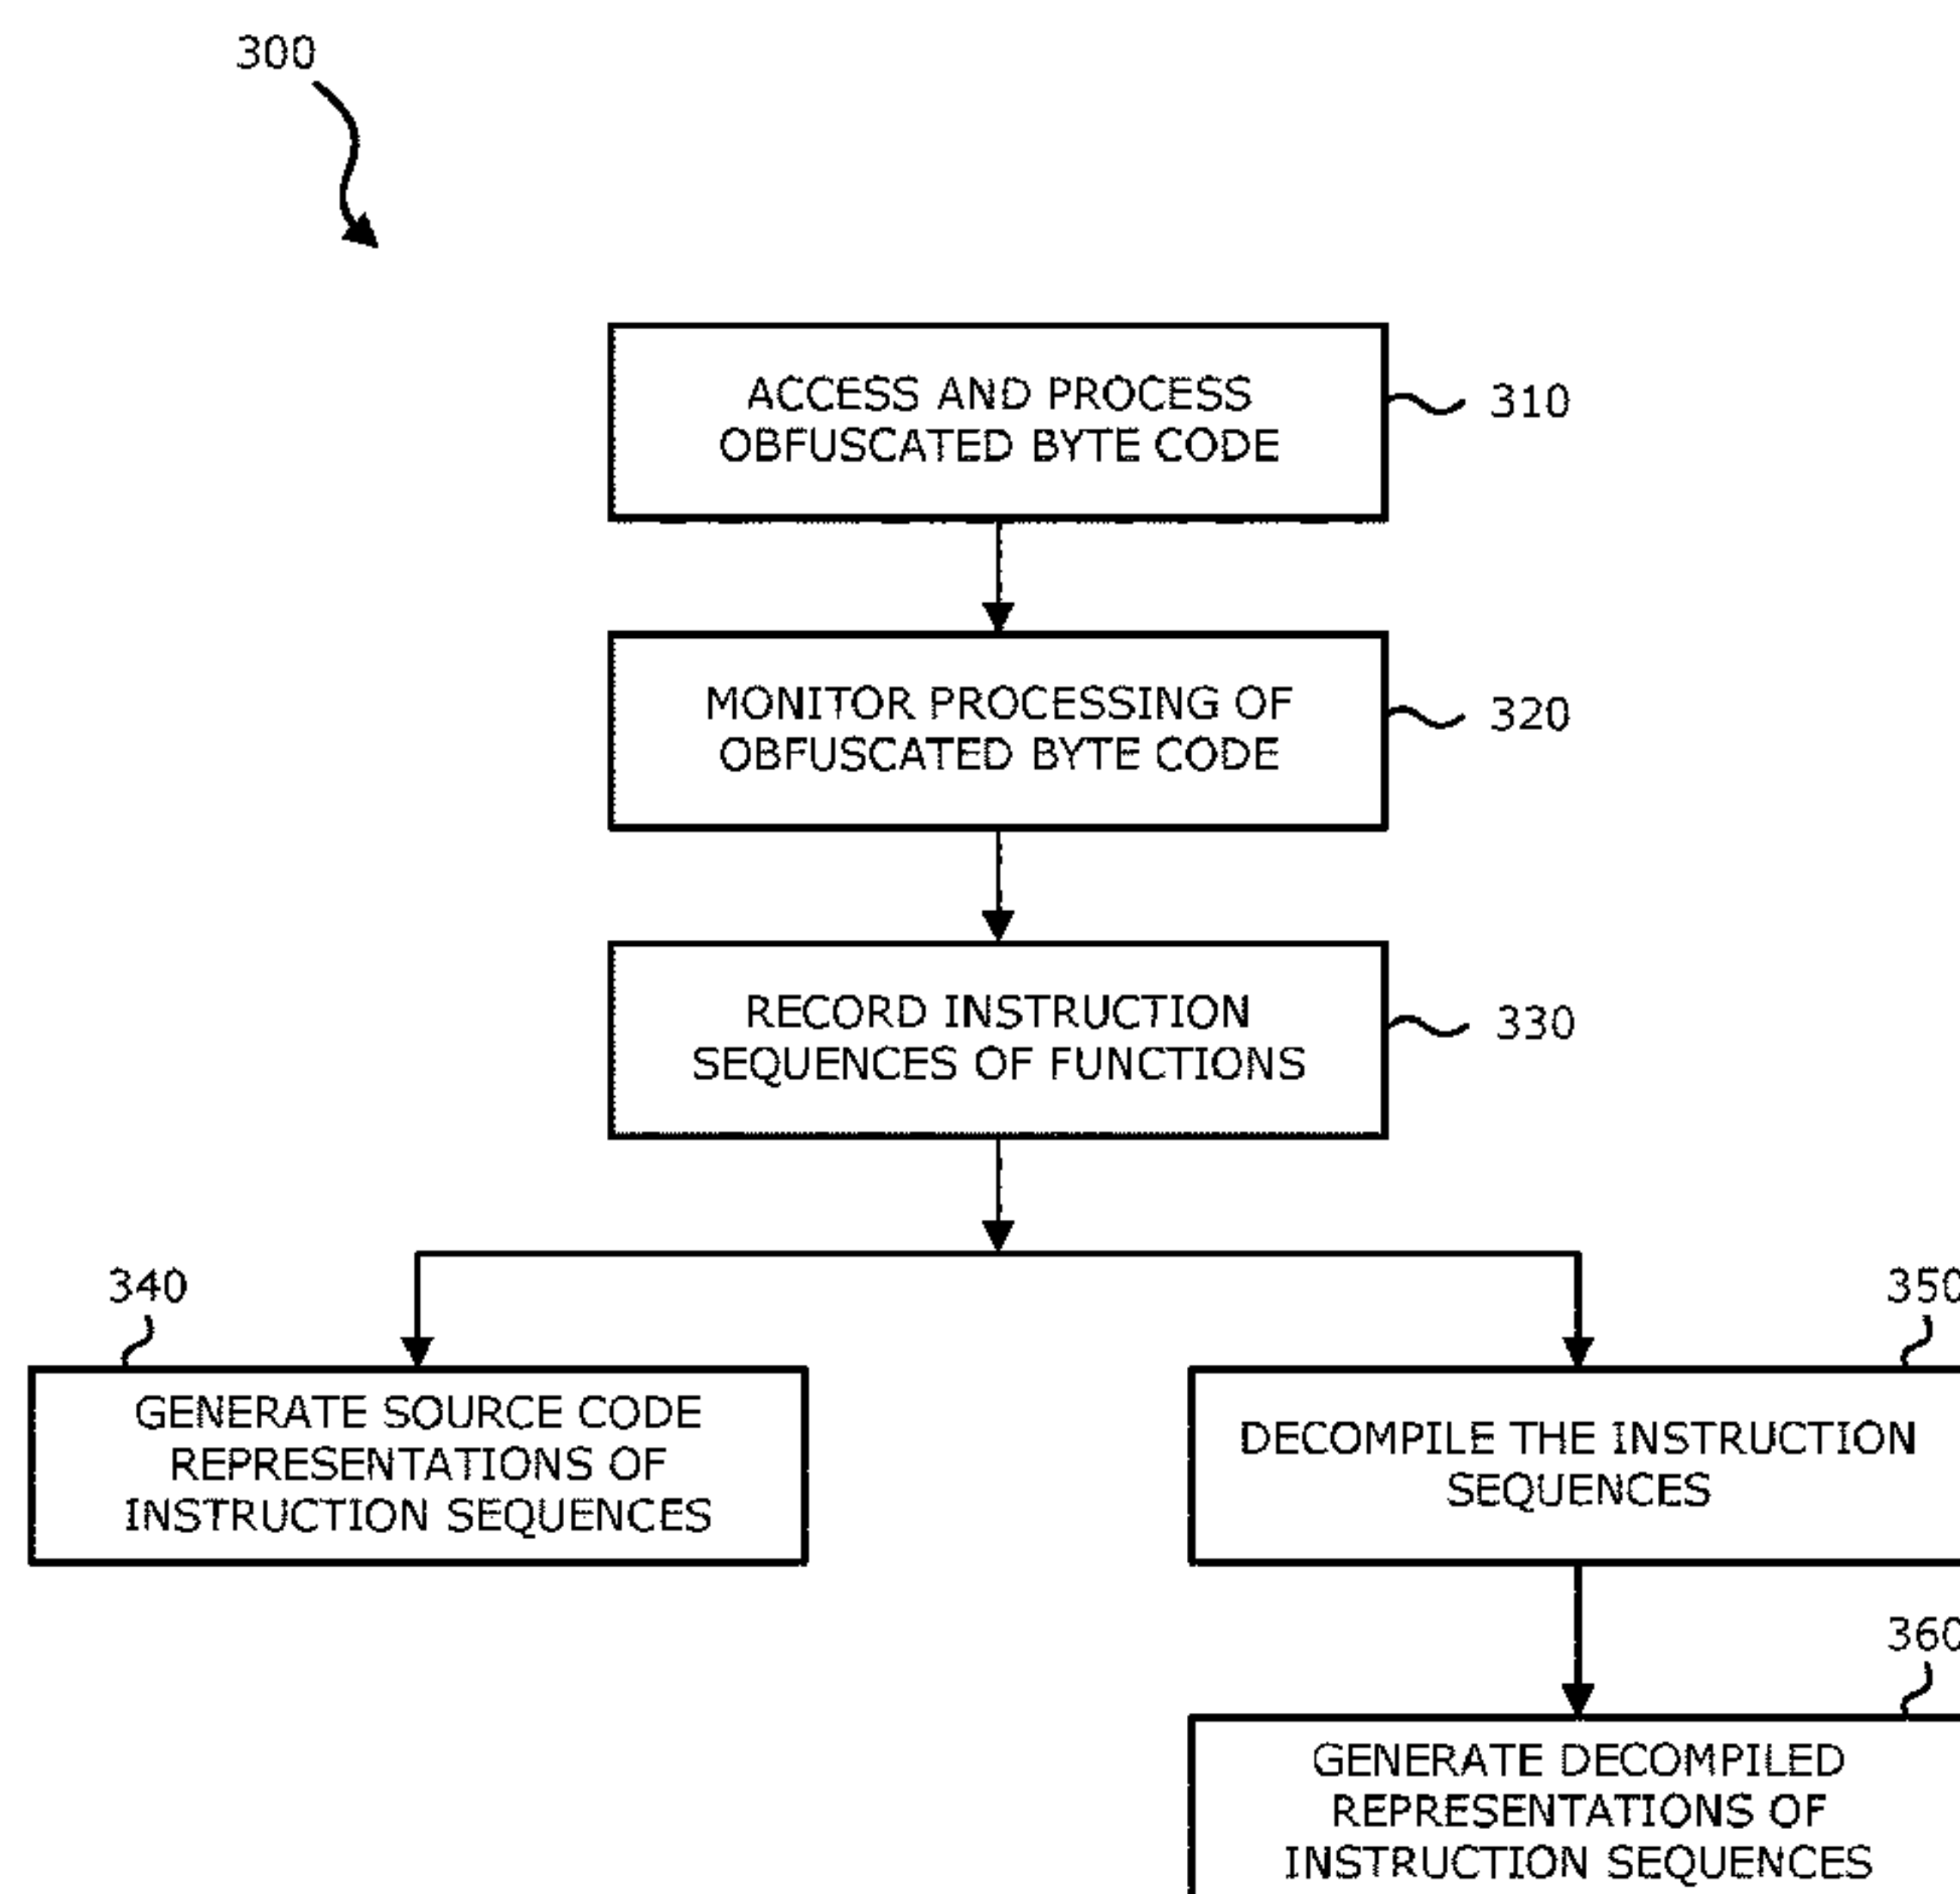 300
ACCESS AND PROCESS
OBFUSCATED BYTE CODE
310
MONITOR PROCESSING OF
OBFUSCATED BYTE CODE
320
RECORD INSTRUCTION
SEQUENCES OF FUNCTIONS
330
340
GENERATE SOURCE CODE
REPRESENTATIONS OF
INSTRUCTION SEQUENCES
350
DECOMPILE THE INSTRUCTION
SEQUENCES
360
GENERATE DECOMPILED
REPRESENTATIONS OF
INSTRUCTION SEQUENCES